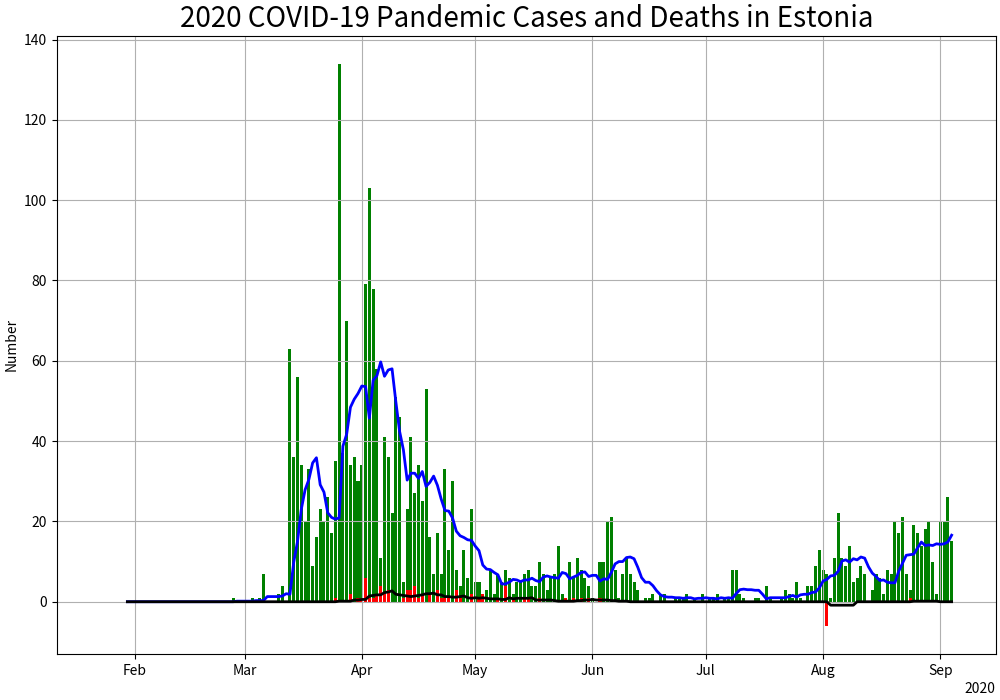 2020 COVID-19 Pandemic Cases and Deaths in Estonia
Number
140
120
100
80
60
40
20
0
Feb
Mar
Apr
May
Jun
Jul
Aug
Sep
2020